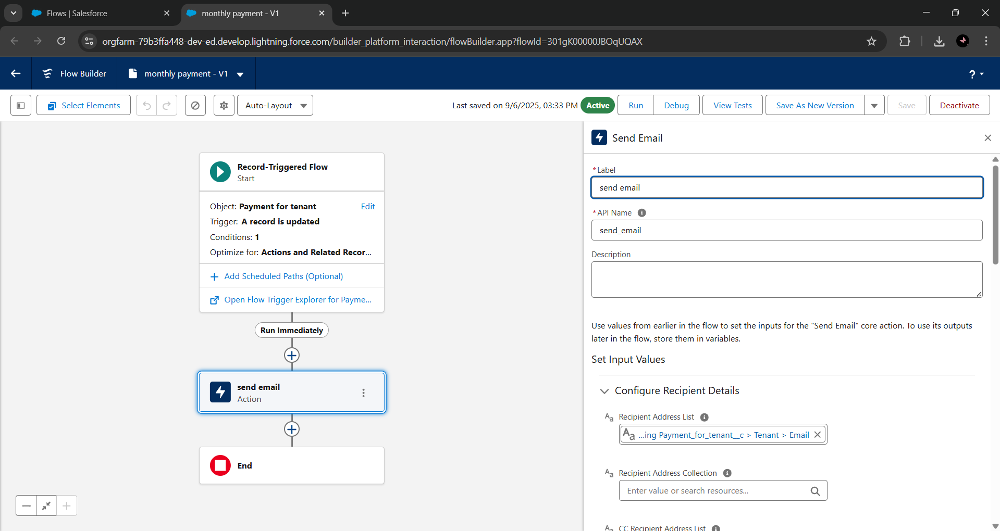 Flows | Salesforce
monthly payment - V1
orgfarm-79b3ffa448-dev-ed.develop.lightning.force.com/builder_platform_interaction/flowBuilder.app?flowId=301gK00000JBOqUQAX
Flow Builder
monthly payment - V1
?
Select Elements
Auto-Layout
Last saved on 9/6/2025, 03:33 PM
Active
Run
Debug
View Tests
Save As New Version
Save
Deactivate
Record-Triggered Flow
Start
Object: Payment for tenant
Edit
Trigger: A record is updated
Conditions: 1
Optimize for: Actions and Related Recor...
Add Scheduled Paths (Optional)
Open Flow Trigger Explorer for Payme...
Run Immediately
send email
Action
End
Send Email
* Label
send email
* API Name
send_email
Description
Use values from earlier in the flow to set the inputs for the "Send Email" core action. To use its outputs
later in the flow, store them in variables.
Set Input Values
Configure Recipient Details
Aa Recipient Address List
Aa ...ing Payment_for_tenant__c > Tenant > Email
Aa Recipient Address Collection
Enter value or search resources...
Aa CC Recipient Address List